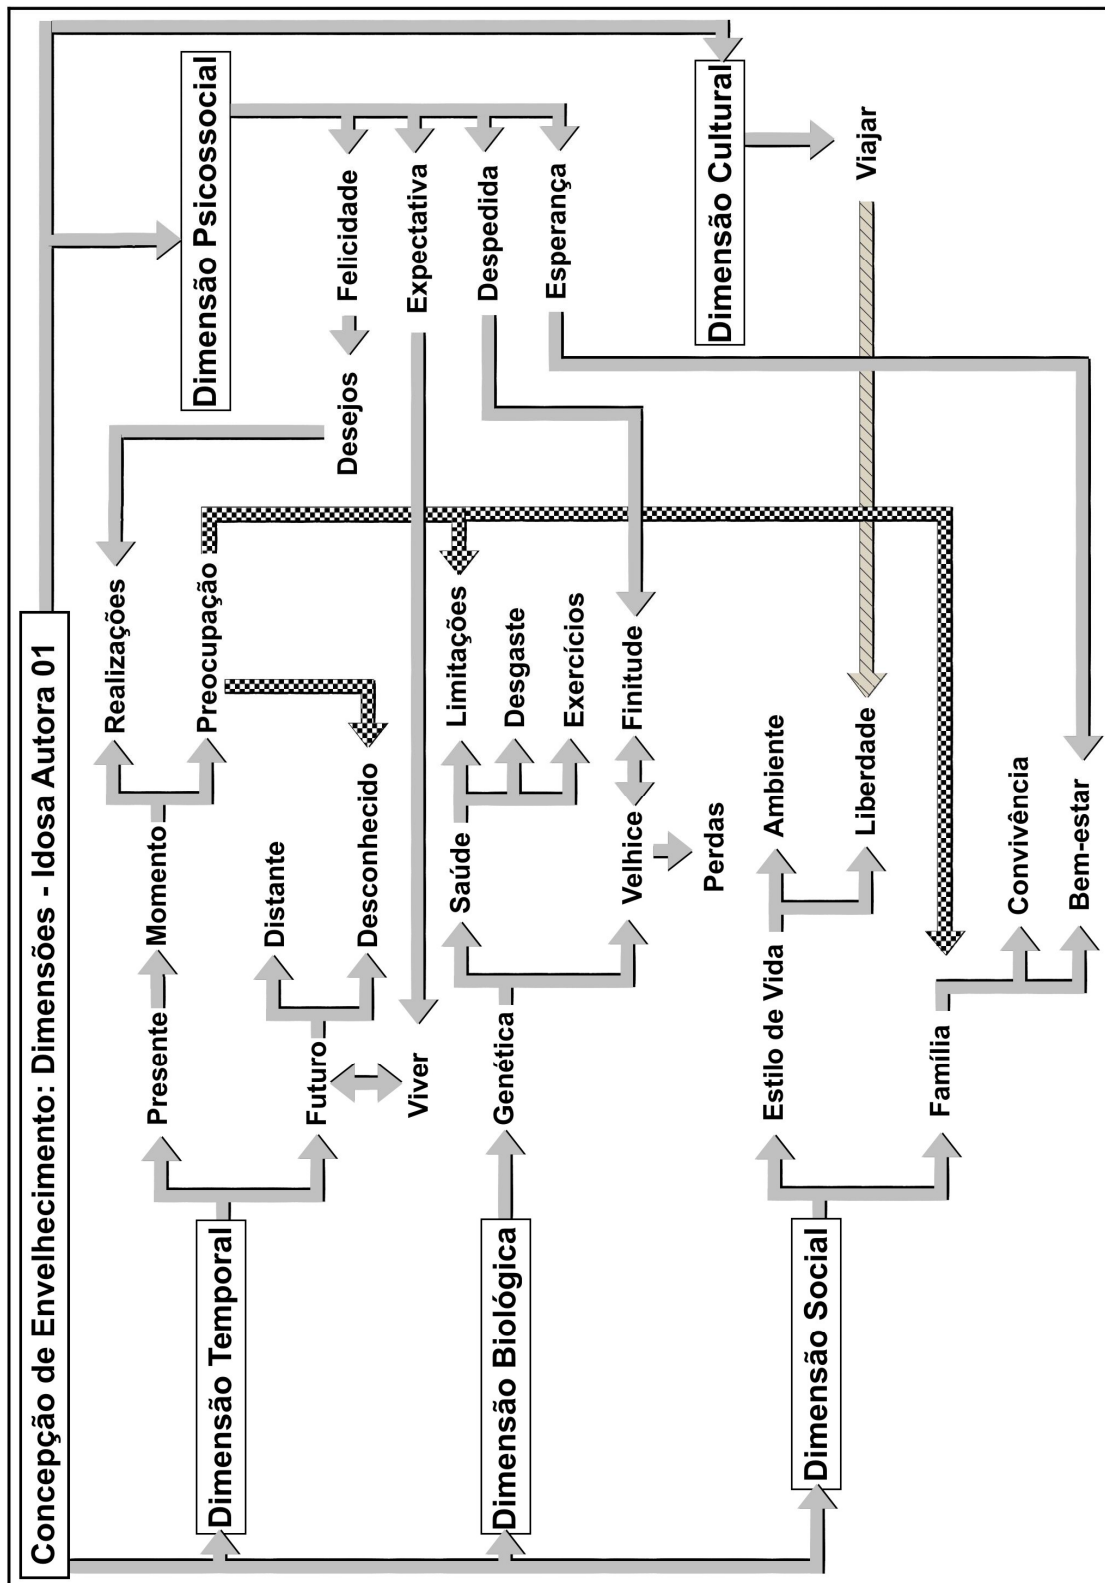 Concepção de Envelhecimento: Dimensões - Idosa Autora 01
Dimensão Temporal
Presente
Momento
Realizações
Preocupação
Futuro
Distante
Desconhecido
Viver
Dimensão Biológica
Genética
Saúde
Limitações
Desgaste
Exercícios
Velhice
Finitude
Perdas
Dimensão Social
Estilo de Vida
Ambiente
Liberdade
Família
Convivência
Bem-estar
Dimensão Psicossocial
Felicidade
Desejos
Expectativa
Despedida
Esperança
Dimensão Cultural
Viajar